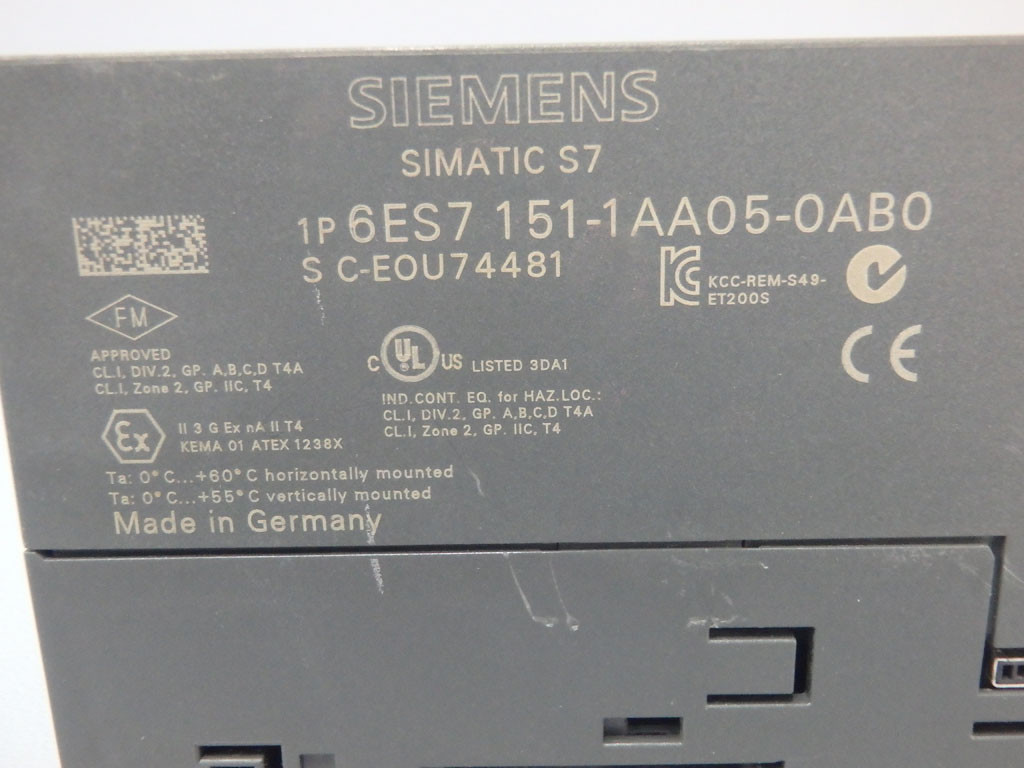 SIEMENS
SIMATIC S7
1P 6ES7 151-1AA05-0AB0
S C-E0U74481
KCC-REM-S49-
ET200S
FM
APPROVED
CL.I, DIV.2, GP. A,B,C,D T4A
CL.I, Zone 2, GP. IIC, T4
C UL US LISTED 3DA1
IND.CONT. EQ. for HAZ.LOC.:
CL.I, DIV.2, GP. A,B,C,D T4A
CL.I, Zone 2, GP. IIC, T4
CE
Ex
II 3 G Ex nA II T4
KEMA 01 ATEX 1238X
Ta: 0° C...+60° C horizontally mounted
Ta: 0° C...+55° C vertically mounted
Made in Germany